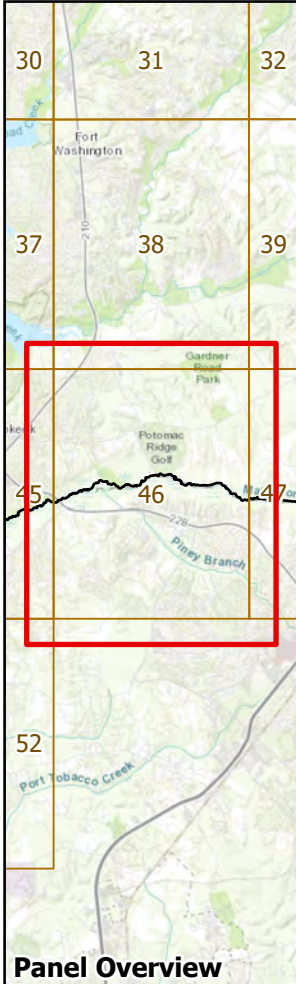 30
31
32
Fort
Washington
210
37
38
39
Gardner
Road
Park
Potomac
Ridge
Golf
45
46
47
228
Piney Branch
52
Port Tobacco Creek
Panel Overview